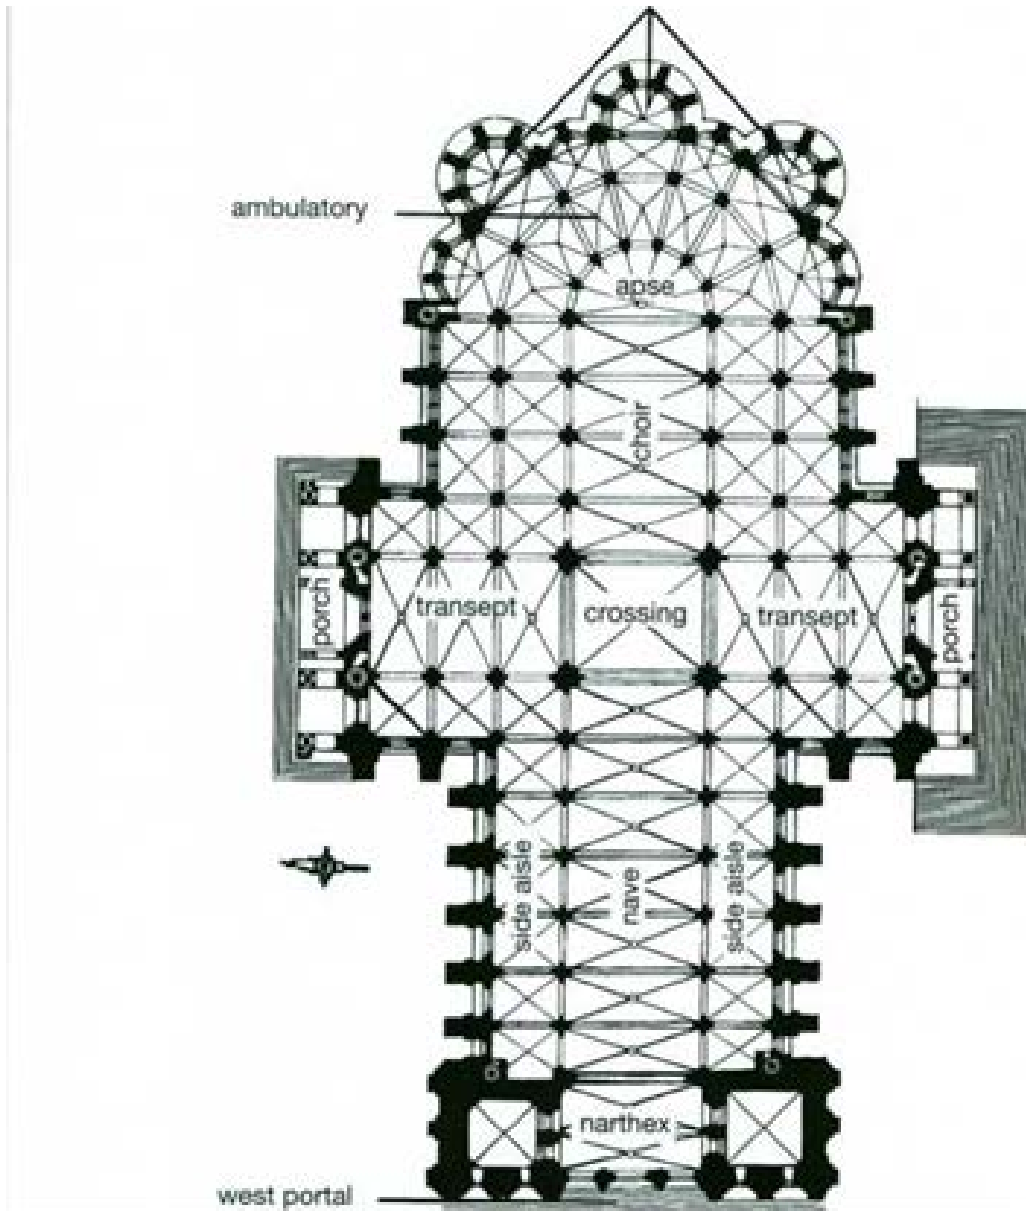 ambulatory
apse
choir
porch
transept
crossing
transept
porch
side aisle
nave
side aisle
narthex
west portal